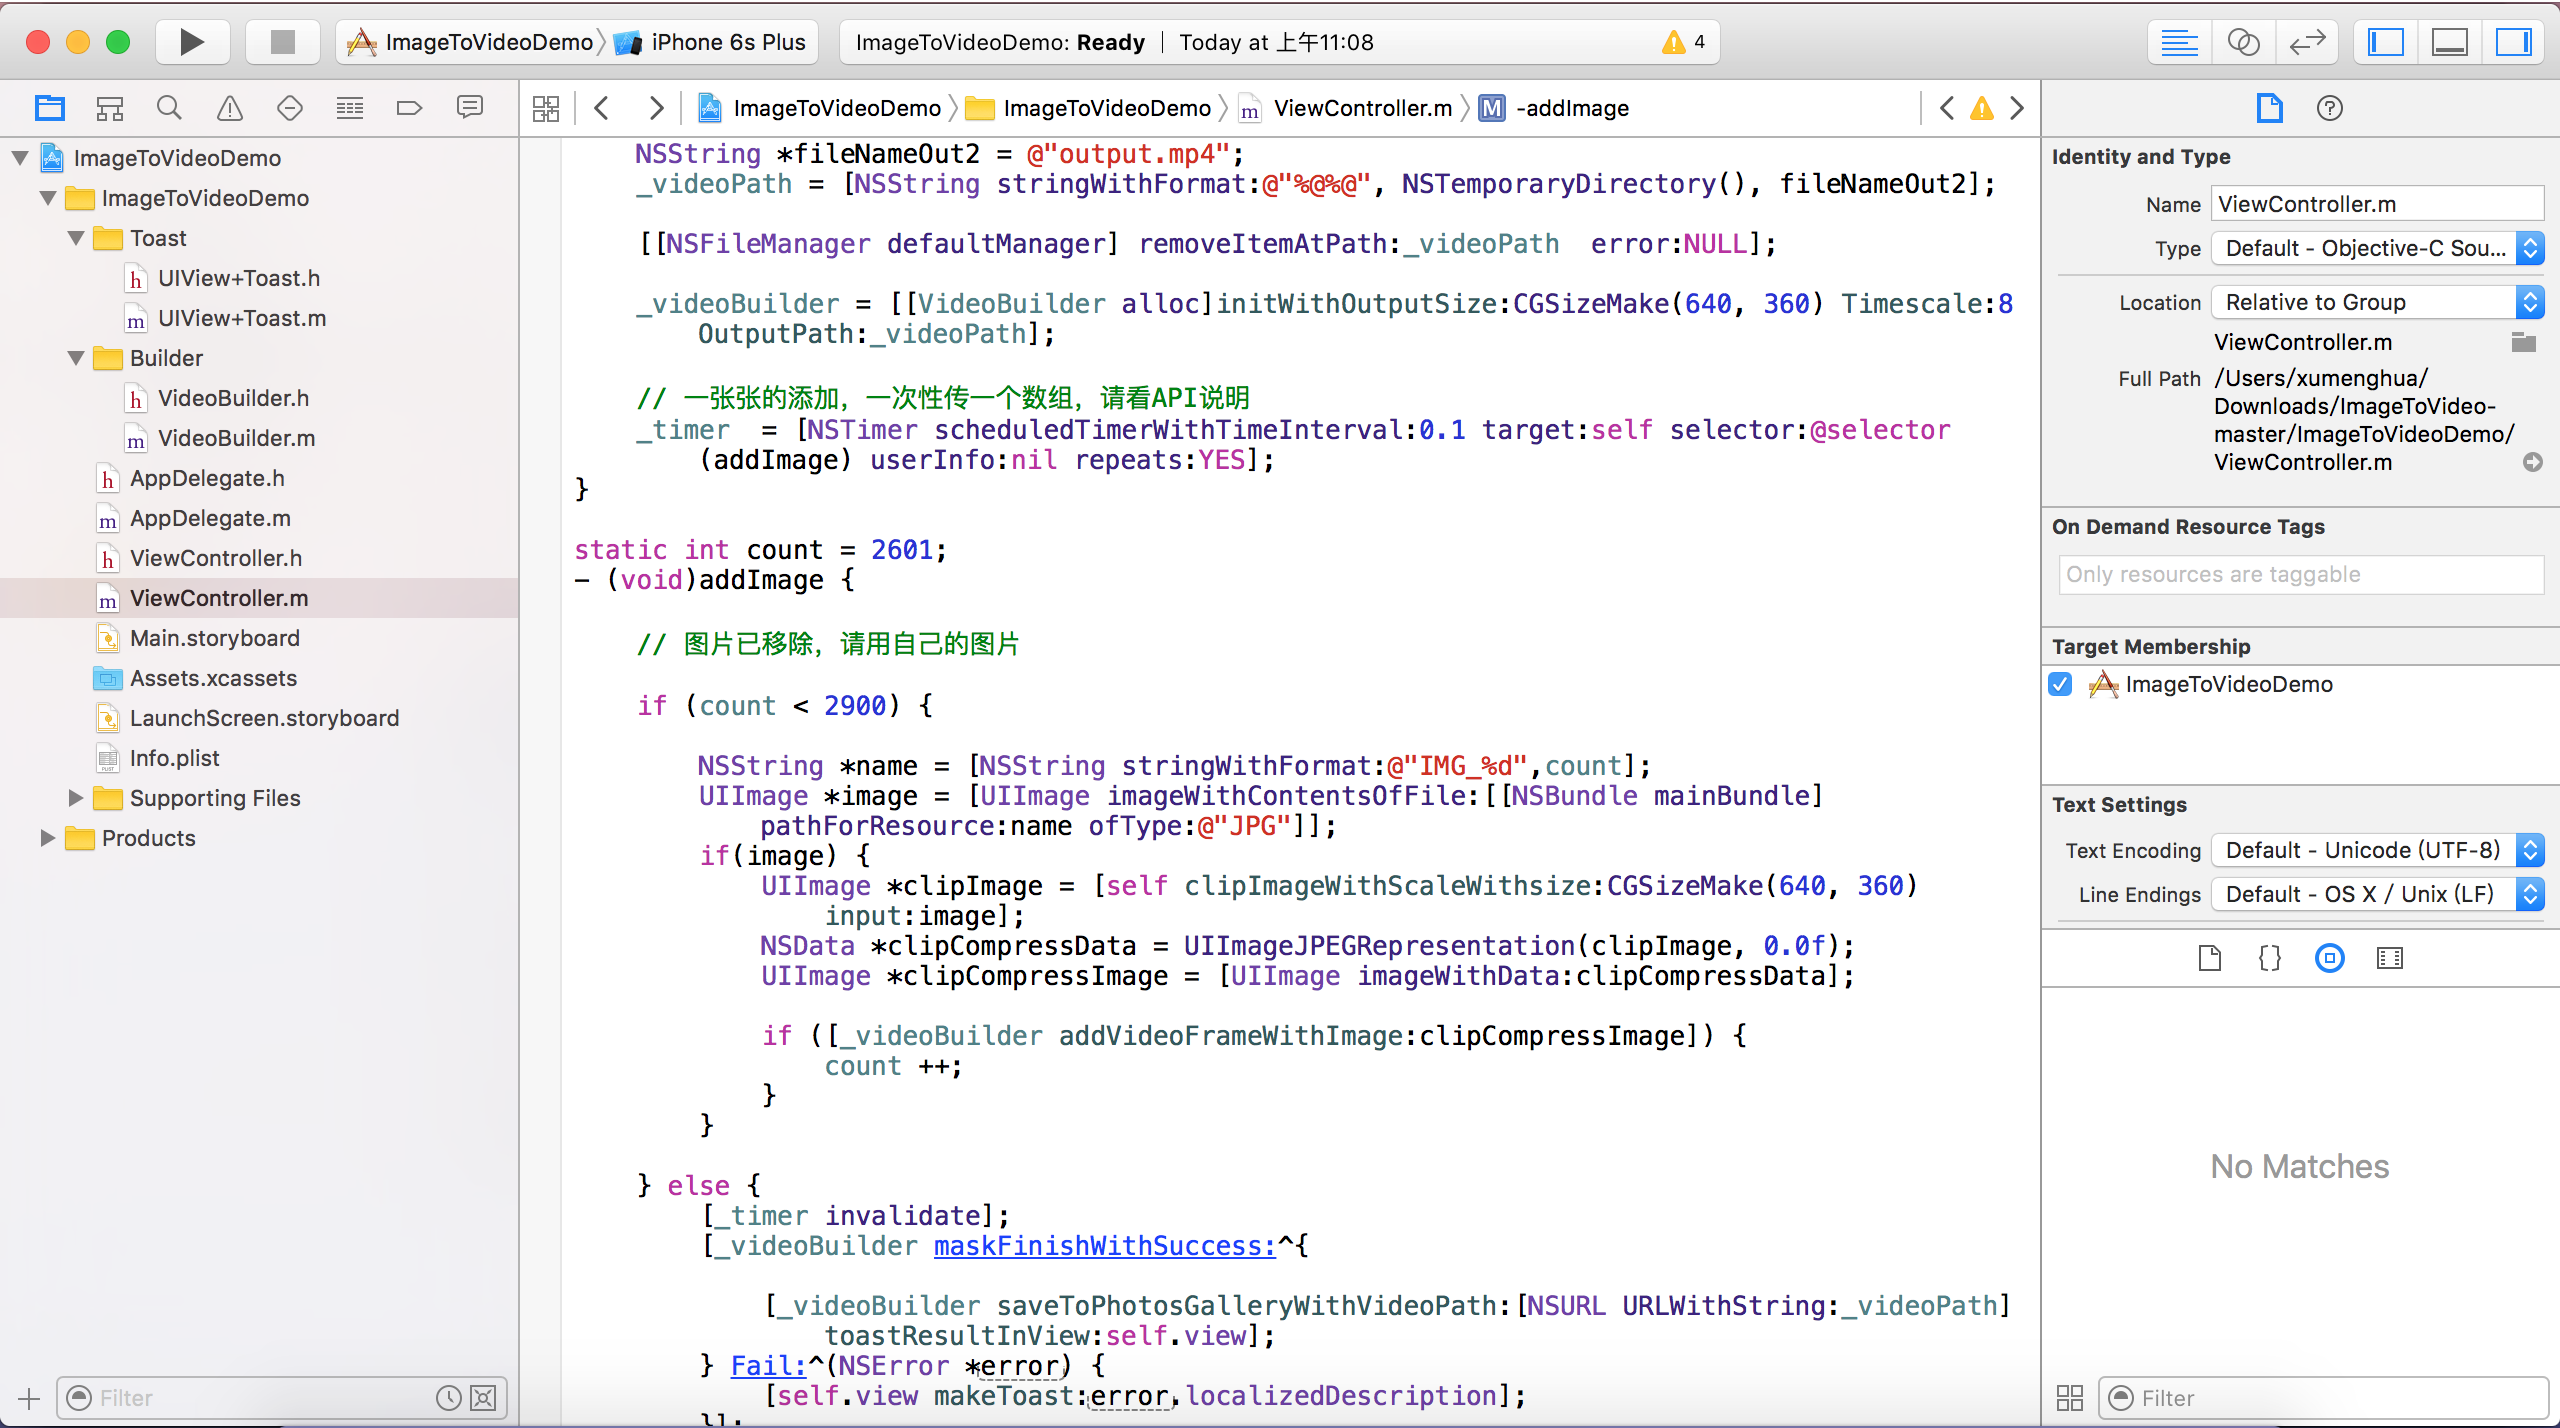 ImageToVideoDemo
iPhone 6s Plus
ImageToVideoDemo: Ready
Today at 上午11:08
4
ImageToVideoDemo
ImageToVideoDemo
Toast
h UIView+Toast.h
m UIView+Toast.m
Builder
h VideoBuilder.h
m VideoBuilder.m
h AppDelegate.h
m AppDelegate.m
h ViewController.h
m ViewController.m
Main.storyboard
Assets.xcassets
LaunchScreen.storyboard
Info.plist
Supporting Files
Products
Filter
ImageToVideoDemo
ImageToVideoDemo
m ViewController.m
M -addImage
NSString *fileNameOut2 = @"output.mp4";
_videoPath = [NSString stringWithFormat:@"%@%@", NSTemporaryDirectory(), fileNameOut2];
[[NSFileManager defaultManager] removeItemAtPath:_videoPath  error:NULL];
_videoBuilder = [[VideoBuilder alloc]initWithOutputSize:CGSizeMake(640, 360) Timescale:8
OutputPath:_videoPath];
// 一张张的添加，一次性传一个数组，请看API说明
_timer  = [NSTimer scheduledTimerWithTimeInterval:0.1 target:self selector:@selector
(addImage) userInfo:nil repeats:YES];
}
static int count = 2601;
- (void)addImage {
// 图片已移除，请用自己的图片
if (count < 2900) {
NSString *name = [NSString stringWithFormat:@"IMG_%d",count];
UIImage *image = [UIImage imageWithContentsOfFile:[[NSBundle mainBundle]
pathForResource:name ofType:@"JPG"]];
if(image) {
UIImage *clipImage = [self clipImageWithScaleWithsize:CGSizeMake(640, 360)
input:image];
NSData *clipCompressData = UIImageJPEGRepresentation(clipImage, 0.0f);
UIImage *clipCompressImage = [UIImage imageWithData:clipCompressData];
if ([_videoBuilder addVideoFrameWithImage:clipCompressImage]) {
count ++;
}
}
} else {
[_timer invalidate];
[_videoBuilder maskFinishWithSuccess:^{
[_videoBuilder saveToPhotosGalleryWithVideoPath:[NSURL URLWithString:_videoPath]
toastResultInView:self.view];
} Fail:^(NSError *error) {
[self.view makeToast:error.localizedDescription];
}];
Identity and Type
Name ViewController.m
Type Default - Objective-C Sou...
Location Relative to Group
ViewController.m
Full Path /Users/xumenghua/
Downloads/ImageToVideo-
master/ImageToVideoDemo/
ViewController.m
On Demand Resource Tags
Only resources are taggable
Target Membership
ImageToVideoDemo
Text Settings
Text Encoding Default - Unicode (UTF-8)
Line Endings Default - OS X / Unix (LF)
No Matches
Filter